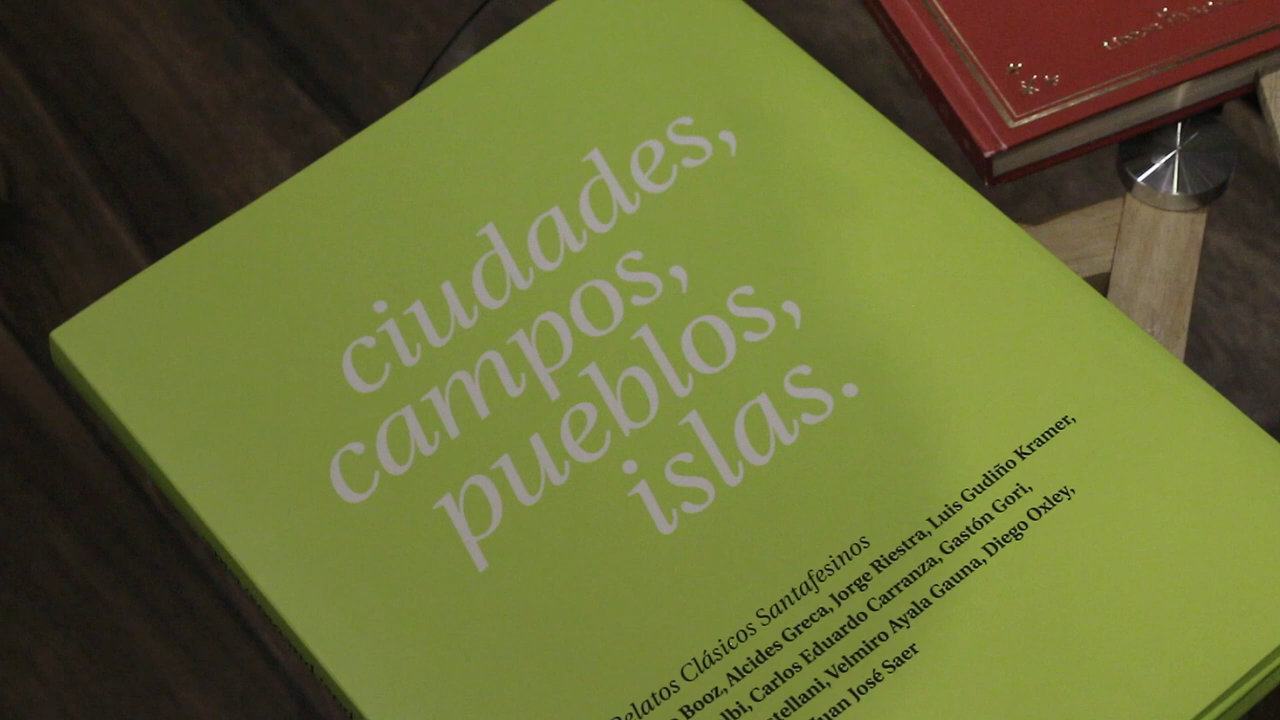 ciudades,
campos,
pueblos,
islas.
Relatos Clásicos Santafesinos
Booz, Alcides Greca, Jorge Riestra, Luis Gudiño Kramer,
Carlos Eduardo Carranza, Gastón Gori,
Velmiro Ayala Gauna, Diego Oxley,
Juan José Saer